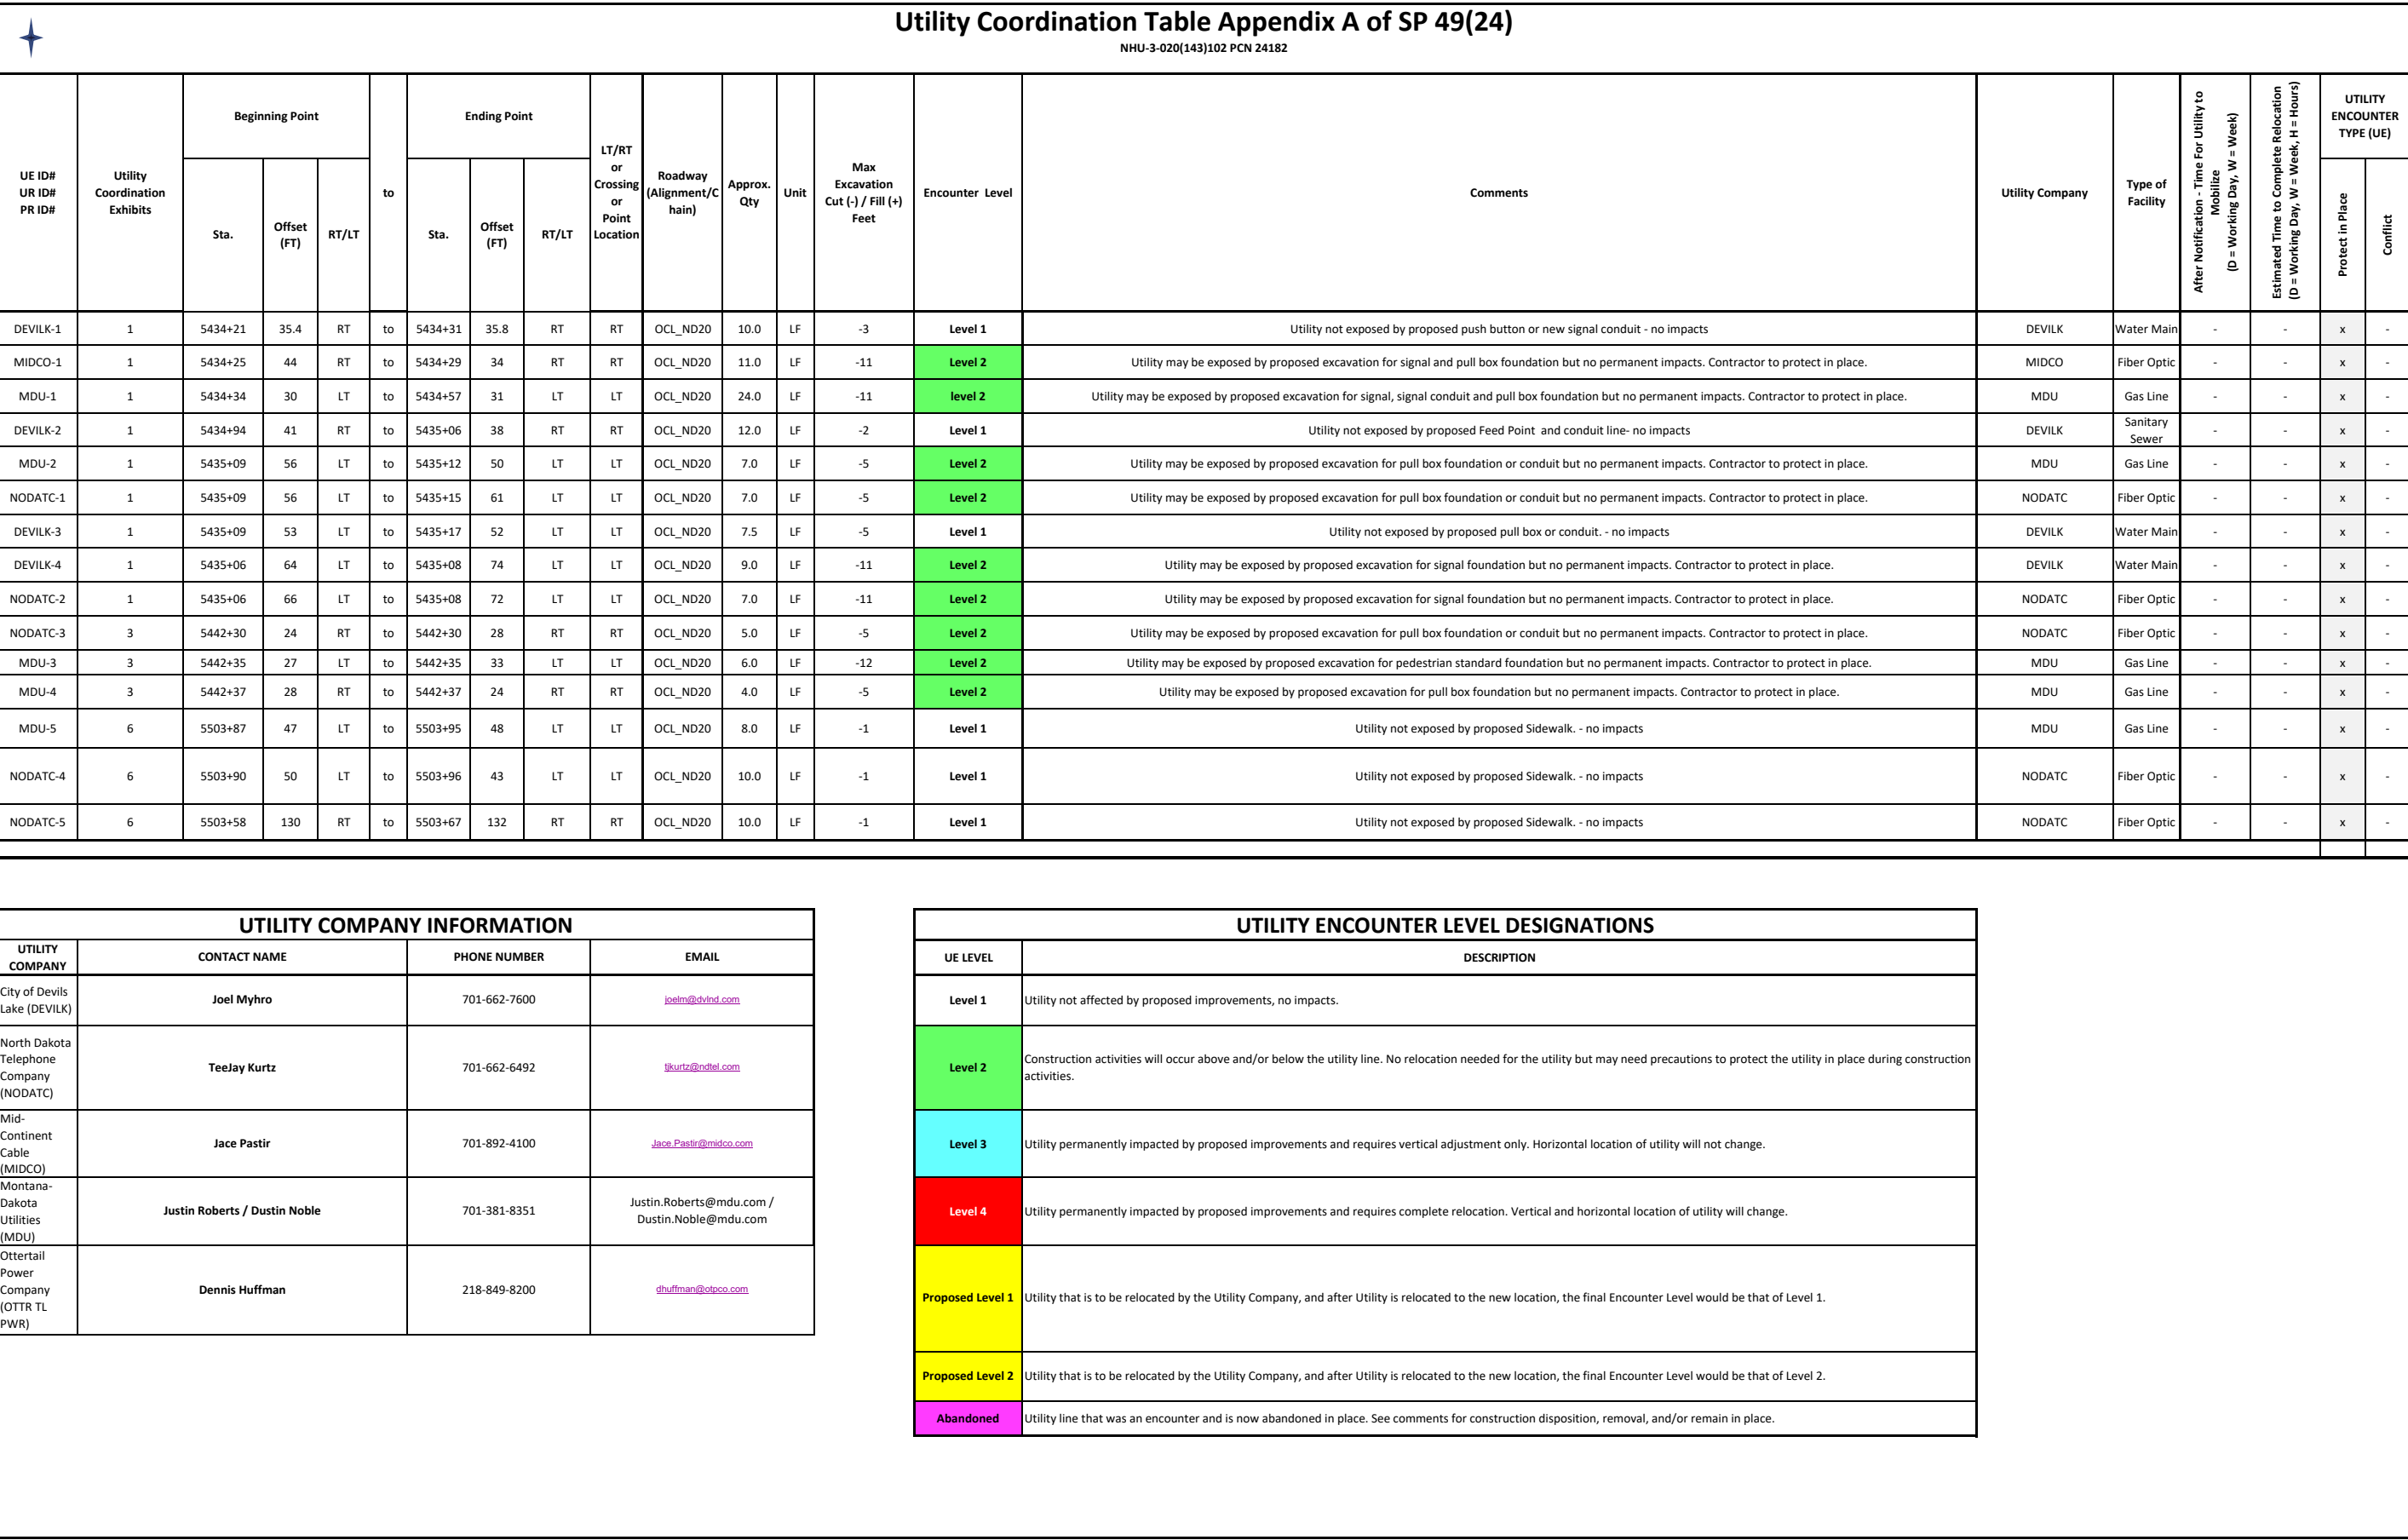 Utility Coordination Table Appendix A of SP 49(24)
NHU-3-020(143)102 PCN 24182
UE ID#
UR ID#
PR ID#
Utility
Coordination
Exhibits
Beginning Point
Sta.
Offset
(FT)
RT/LT
to
Ending Point
Sta.
Offset
(FT)
RT/LT
LT/RT
or
Crossing
or
Point
Location
Roadway
(Alignment/C
hain)
Approx.
Qty
Unit
Max
Excavation
Cut (-) / Fill (+)
Feet
Encounter Level
Comments
Utility Company
Type of
Facility
After Notification - Time For Utility to
Mobilize
(D = Working Day, W = Week)
Estimated Time to Complete Relocation
(D = Working Day, W = Week, H = Hours)
UTILITY
ENCOUNTER
TYPE (UE)
Protect in Place
Conflict
DEVILK-1 1 5434+21 35.4 RT to 5434+31 35.8 RT RT OCL_ND20 10.0 LF -3 Level 1 Utility not exposed by proposed push button or new signal conduit - no impacts DEVILK Water Main - - x -
MIDCO-1 1 5434+25 44 RT to 5434+29 34 RT RT OCL_ND20 11.0 LF -11 Level 2 Utility may be exposed by proposed excavation for signal and pull box foundation but no permanent impacts. Contractor to protect in place. MIDCO Fiber Optic - - x -
MDU-1 1 5434+34 30 LT to 5434+57 31 LT LT OCL_ND20 24.0 LF -11 level 2 Utility may be exposed by proposed excavation for signal, signal conduit and pull box foundation but no permanent impacts. Contractor to protect in place. MDU Gas Line - - x -
DEVILK-2 1 5434+94 41 RT to 5435+06 38 RT RT OCL_ND20 12.0 LF -2 Level 1 Utility not exposed by proposed Feed Point and conduit line- no impacts DEVILK Sanitary
Sewer - - x -
MDU-2 1 5435+09 56 LT to 5435+12 50 LT LT OCL_ND20 7.0 LF -5 Level 2 Utility may be exposed by proposed excavation for pull box foundation or conduit but no permanent impacts. Contractor to protect in place. MDU Gas Line - - x -
NODATC-1 1 5435+09 56 LT to 5435+15 61 LT LT OCL_ND20 7.0 LF -5 Level 2 Utility may be exposed by proposed excavation for pull box foundation or conduit but no permanent impacts. Contractor to protect in place. NODATC Fiber Optic - - x -
DEVILK-3 1 5435+09 53 LT to 5435+17 52 LT LT OCL_ND20 7.5 LF -5 Level 1 Utility not exposed by proposed pull box or conduit. - no impacts DEVILK Water Main - - x -
DEVILK-4 1 5435+06 64 LT to 5435+08 74 LT LT OCL_ND20 9.0 LF -11 Level 2 Utility may be exposed by proposed excavation for signal foundation but no permanent impacts. Contractor to protect in place. DEVILK Water Main - - x -
NODATC-2 1 5435+06 66 LT to 5435+08 72 LT LT OCL_ND20 7.0 LF -11 Level 2 Utility may be exposed by proposed excavation for signal foundation but no permanent impacts. Contractor to protect in place. NODATC Fiber Optic - - x -
NODATC-3 3 5442+30 24 RT to 5442+30 28 RT RT OCL_ND20 5.0 LF -5 Level 2 Utility may be exposed by proposed excavation for pull box foundation or conduit but no permanent impacts. Contractor to protect in place. NODATC Fiber Optic - - x -
MDU-3 3 5442+35 27 LT to 5442+35 33 LT LT OCL_ND20 6.0 LF -12 Level 2 Utility may be exposed by proposed excavation for pedestrian standard foundation but no permanent impacts. Contractor to protect in place. MDU Gas Line - - x -
MDU-4 3 5442+37 28 RT to 5442+37 24 RT RT OCL_ND20 4.0 LF -5 Level 2 Utility may be exposed by proposed excavation for pull box foundation but no permanent impacts. Contractor to protect in place. MDU Gas Line - - x -
MDU-5 6 5503+87 47 LT to 5503+95 48 LT LT OCL_ND20 8.0 LF -1 Level 1 Utility not exposed by proposed Sidewalk. - no impacts MDU Gas Line - - x -
NODATC-4 6 5503+90 50 LT to 5503+96 43 LT LT OCL_ND20 10.0 LF -1 Level 1 Utility not exposed by proposed Sidewalk. - no impacts NODATC Fiber Optic - - x -
NODATC-5 6 5503+58 130 RT to 5503+67 132 RT RT OCL_ND20 10.0 LF -1 Level 1 Utility not exposed by proposed Sidewalk. - no impacts NODATC Fiber Optic - - x -
UTILITY COMPANY INFORMATION
UTILITY
COMPANY
CONTACT NAME
PHONE NUMBER
EMAIL
City of Devils
Lake (DEVILK)
Joel Myhro
701-662-7600
joelm@dvlnd.com
North Dakota
Telephone
Company
(NODATC)
TeeJay Kurtz
701-662-6492
tjkurtz@ndtel.com
Mid-
Continent
Cable
(MIDCO)
Jace Pastir
701-892-4100
Jace.Pastir@midco.com
Montana-
Dakota
Utilities
(MDU)
Justin Roberts / Dustin Noble
701-381-8351
Justin.Roberts@mdu.com /
Dustin.Noble@mdu.com
Ottertail
Power
Company
(OTTR TL
PWR)
Dennis Huffman
218-849-8200
dhuffman@otpco.com
UTILITY ENCOUNTER LEVEL DESIGNATIONS
UE LEVEL
DESCRIPTION
Level 1
Utility not affected by proposed improvements, no impacts.
Level 2
Construction activities will occur above and/or below the utility line. No relocation needed for the utility but may need precautions to protect the utility in place during construction
activities.
Level 3
Utility permanently impacted by proposed improvements and requires vertical adjustment only. Horizontal location of utility will not change.
Level 4
Utility permanently impacted by proposed improvements and requires complete relocation. Vertical and horizontal location of utility will change.
Proposed Level 1
Utility that is to be relocated by the Utility Company, and after Utility is relocated to the new location, the final Encounter Level would be that of Level 1.
Proposed Level 2
Utility that is to be relocated by the Utility Company, and after Utility is relocated to the new location, the final Encounter Level would be that of Level 2.
Abandoned
Utility line that was an encounter and is now abandoned in place. See comments for construction disposition, removal, and/or remain in place.